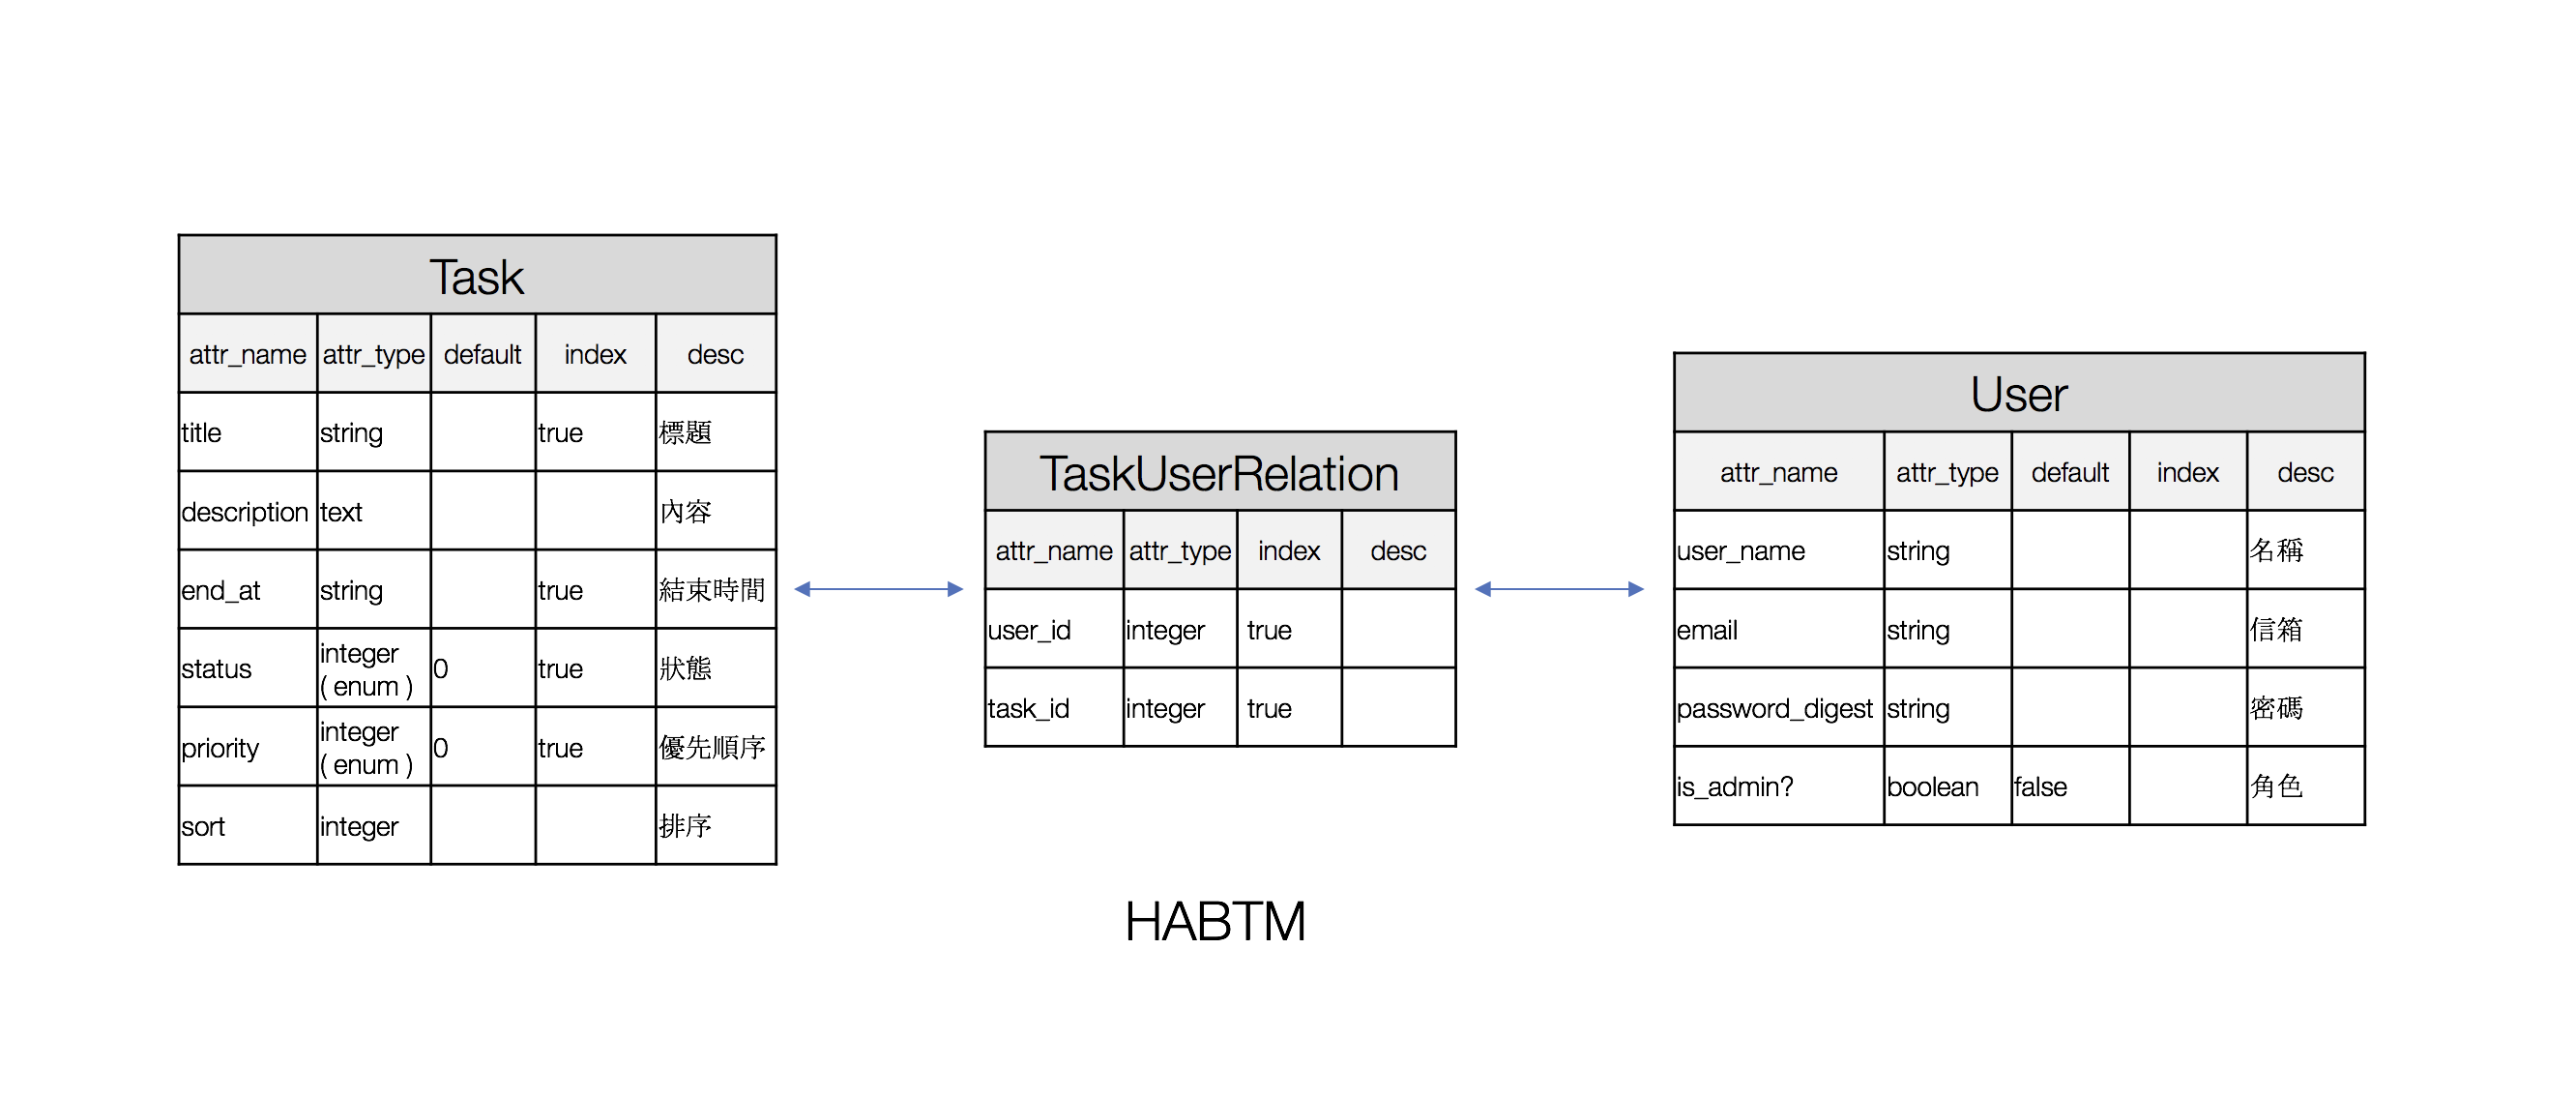 Task
attr_name attr_type default index desc
title string true 標題
description text 內容
end_at string true 結束時間
status integer ( enum ) 0 true 狀態
priority integer ( enum ) 0 true 優先順序
sort integer 排序
TaskUserRelation
attr_name attr_type index desc
user_id integer true
task_id integer true
HABTM
User
attr_name attr_type default index desc
user_name string 名稱
email string 信箱
password_digest string 密碼
is_admin? boolean false 角色